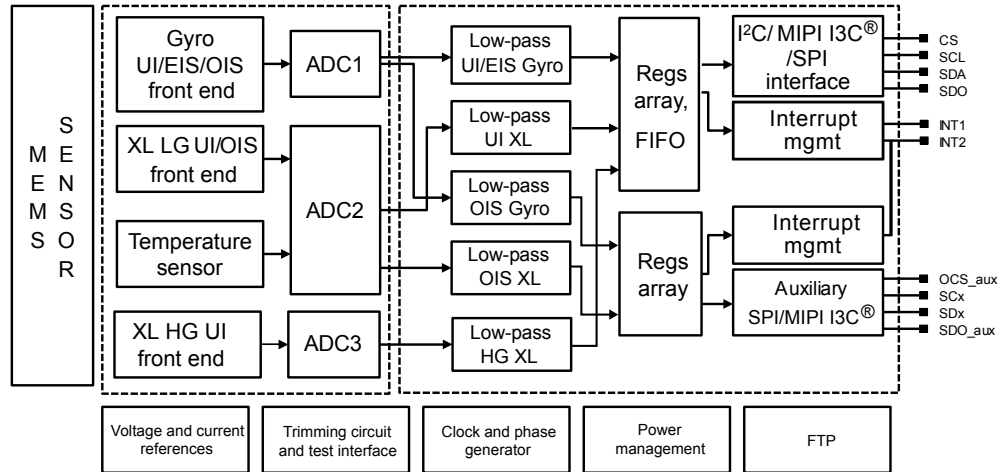 MEMS
SENSOR
Gyro
UI/EIS/OIS
front end
XL LG UI/OIS
front end
Temperature
sensor
XL HG UI
front end
ADC1
ADC2
ADC3
Low-pass
UI/EIS Gyro
Low-pass
UI XL
Low-pass
OIS Gyro
Low-pass
OIS XL
Low-pass
HG XL
Regs
array,
FIFO
Regs
array
I²C/ MIPI I3C®
/SPI
interface
Interrupt
mgmt
Interrupt
mgmt
Auxiliary
SPI/MIPI I3C®
CS
SCL
SDA
SDO
INT1
INT2
OCS_aux
SCx
SDx
SDO_aux
Voltage and current
references
Trimming circuit
and test interface
Clock and phase
generator
Power
management
FTP